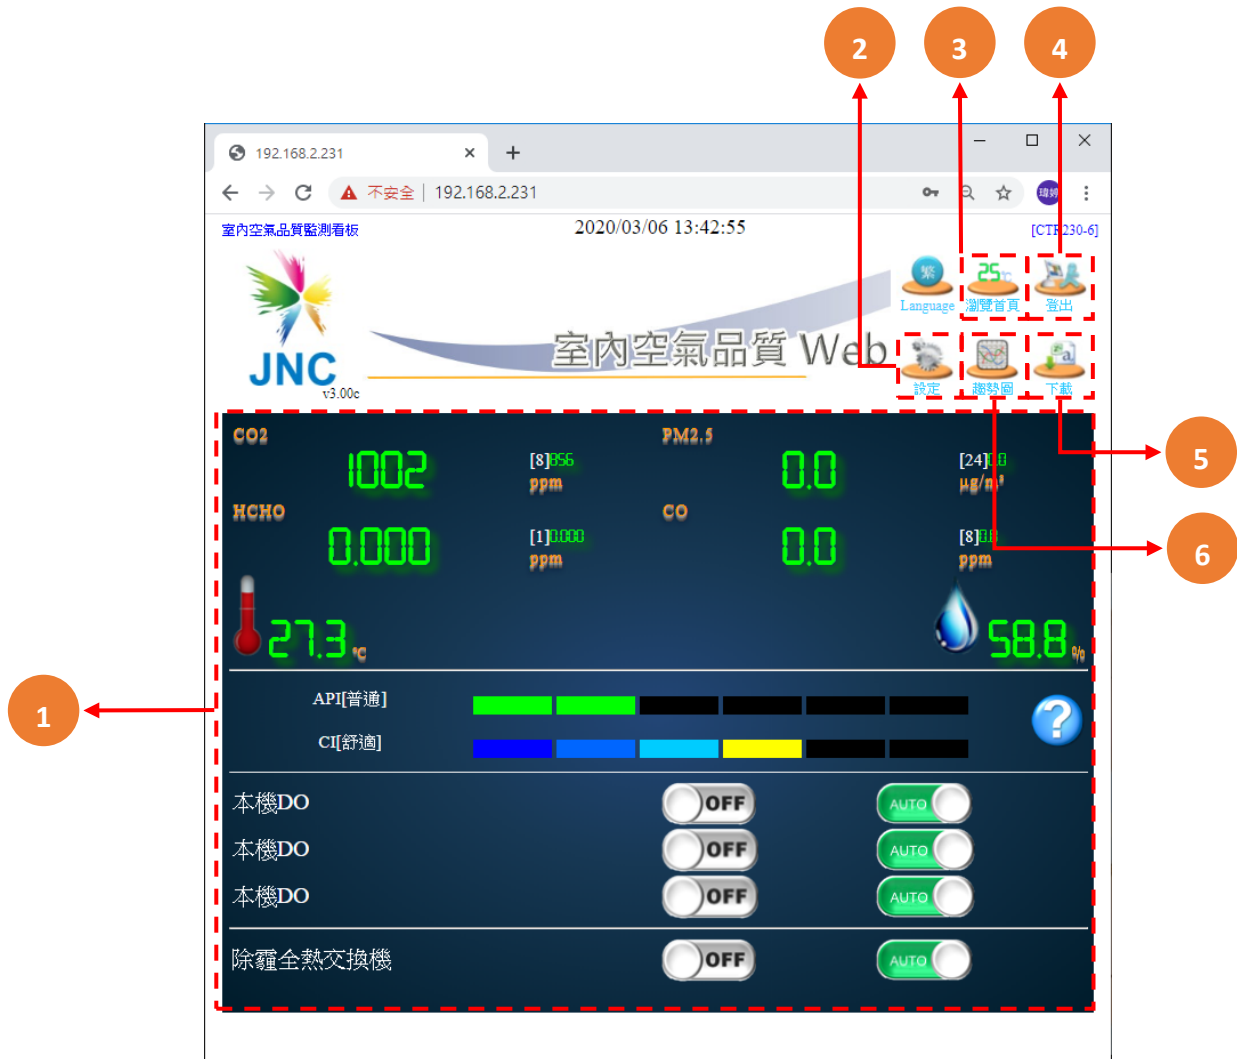 2 3 4
192.168.2.231
不安全 | 192.168.2.231 瑋婷
室內空氣品質監測看板 2020/03/06 13:42:55 [CTR230-6]
繁 25℃
Language 瀏覽首頁 登出
JNC
v3.00c
室內空氣品質 Web
設定 趨勢圖 下載
CO2 1002 [8]856 ppm
PM2.5 0.0 [24]0.0 μg/m³
5
HCHO 0.000 [1]0.000 ppm
CO 0.0 [8]0.0 ppm
6
27.3 ℃ 58.8 %
1
API[普通]
CI[舒適] ?
本機DO OFF AUTO
本機DO OFF AUTO
本機DO OFF AUTO
除霾全熱交換機 OFF AUTO